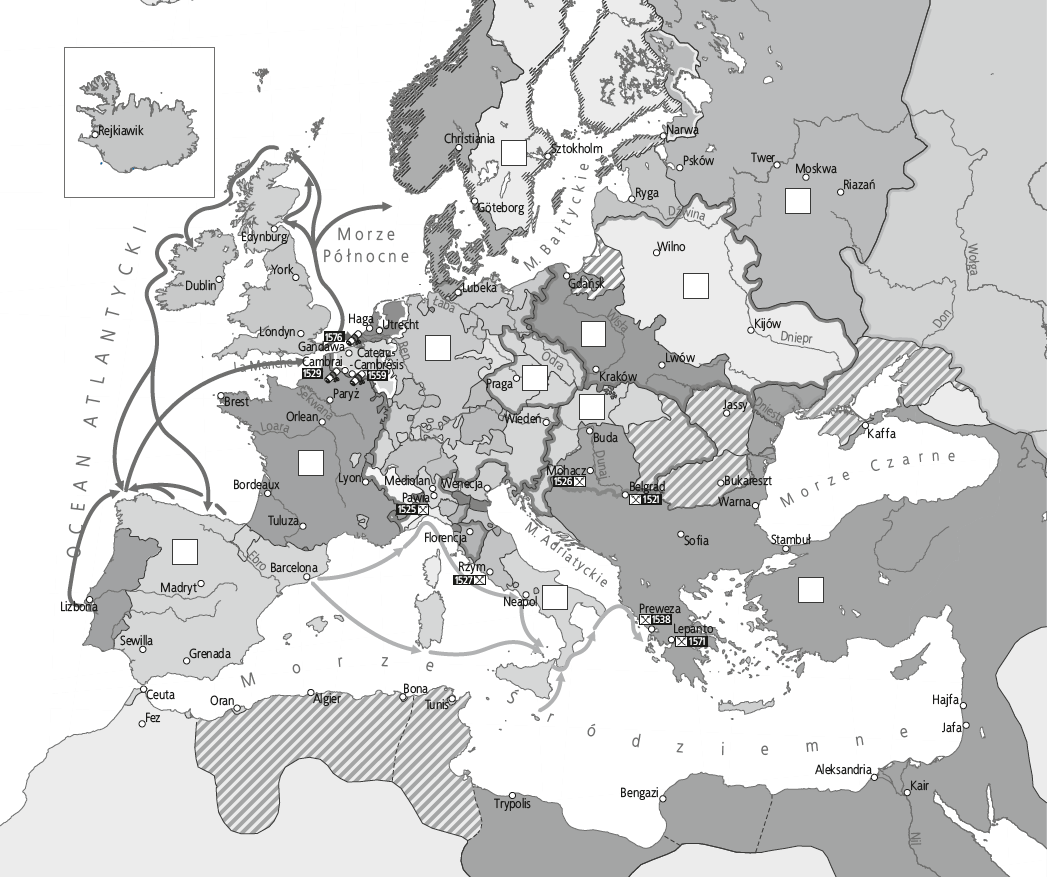 Rejkiawik
Christiania
Sztokholm
Göteborg
Narwa
Psków
Ryga
Dźwina
Twer
Moskwa
Riazań
Wołga
Don
Edynburg
Morze
Północne
M. Bałtyckie
York
Dublin
Londyn
Wilno
Lubeka
Gdańsk
Łaba
Haga
Utrecht
1576
Gandawa
Cateau-
Cambrésis
1559
Cambrai
1529
La Manche
OCEAN ATLANTYCKI
Ren
Wisła
Odra
Kijów
Dniepr
Lwów
Kraków
Praga
Brest
Paryż
Sekwana
Orlean
Loara
Wiedeń
Jassy
Dniestr
Kaffa
Buda
Dunaj
Mohacz
1526
Belgrad
1521
Bukareszt
Warna
Morze Czarne
Bordeaux
Lyon
Mediolan
Wenecja
Pawia
1525
Tuluza
Florencja
M. Adriatyckie
Sofia
Stambuł
Ebro
Barcelona
Madryt
Rzym
1527
Neapol
Lizbona
Preweza
1538
Lepanto
1571
Sewilla
Grenada
Morze
Śródziemne
Ceuta
Fez
Oran
Algier
Bona
Tunis
Hajfa
Jafa
Aleksandria
Kair
Nil
Trypolis
Bengazi